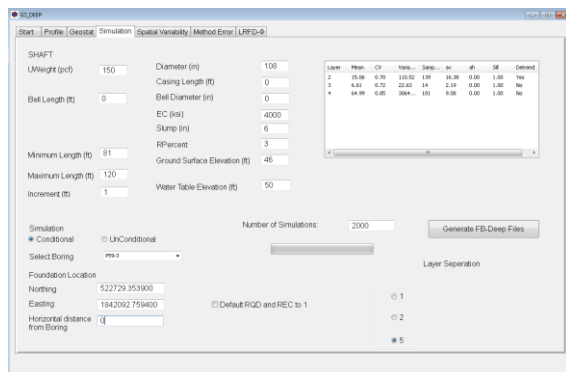 GS_DEEP
Start Profile Geostat Simulation Spatial Variability Method Error LRFD-Φ
SHAFT
UWeight (pcf) 150
Bell Length (ft) 0
Minimum Length (ft) 81
Maximum Length (ft) 120
Increment (ft) 1
Diameter (in) 108
Casing Length (ft) 0
Bell Diameter (in) 0
EC (ksi) 4000
Slump (in) 6
RPercent 3
Ground Surface Elevation (ft) 46
Water Table Elevation (ft) 50
Layer Mean CV Varia... Samp... av ah Sill Detrend
2 15.06 0.70 110.52 139 16.38 0.00 1.00 Yes
3 6.61 0.72 22.63 14 2.19 0.00 1.00 No
4 64.99 0.85 3064... 101 9.00 0.00 1.00 No
Simulation
Conditional UnConditional
Select Boring
Number of Simulations: 2000
Generate FB-Deep Files
Layer Seperation
Foundation Location
Northing 522729.353900
Easting 1842092.759400
Horizontal distance from Boring 0
Default RQD and REC to 1
1
2
5